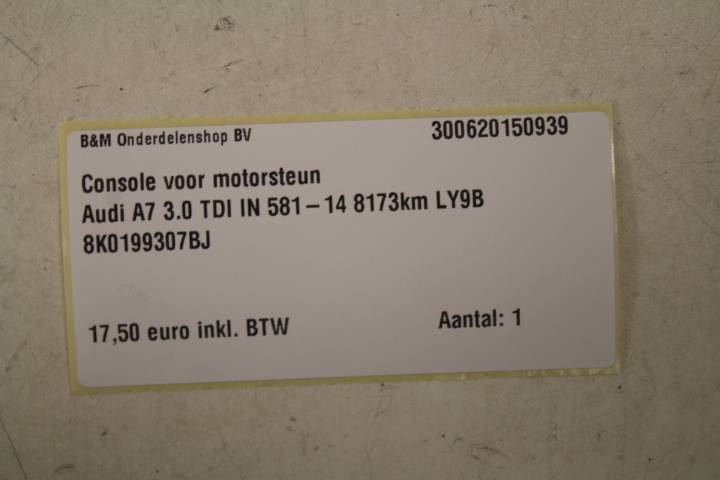 B&M Onderdelenshop BV 300620150939
Console voor motorsteun
Audi A7 3.0 TDI IN 581-14 8173km LY9B
8K0199307BJ
17,50 euro inkl. BTW Aantal: 1